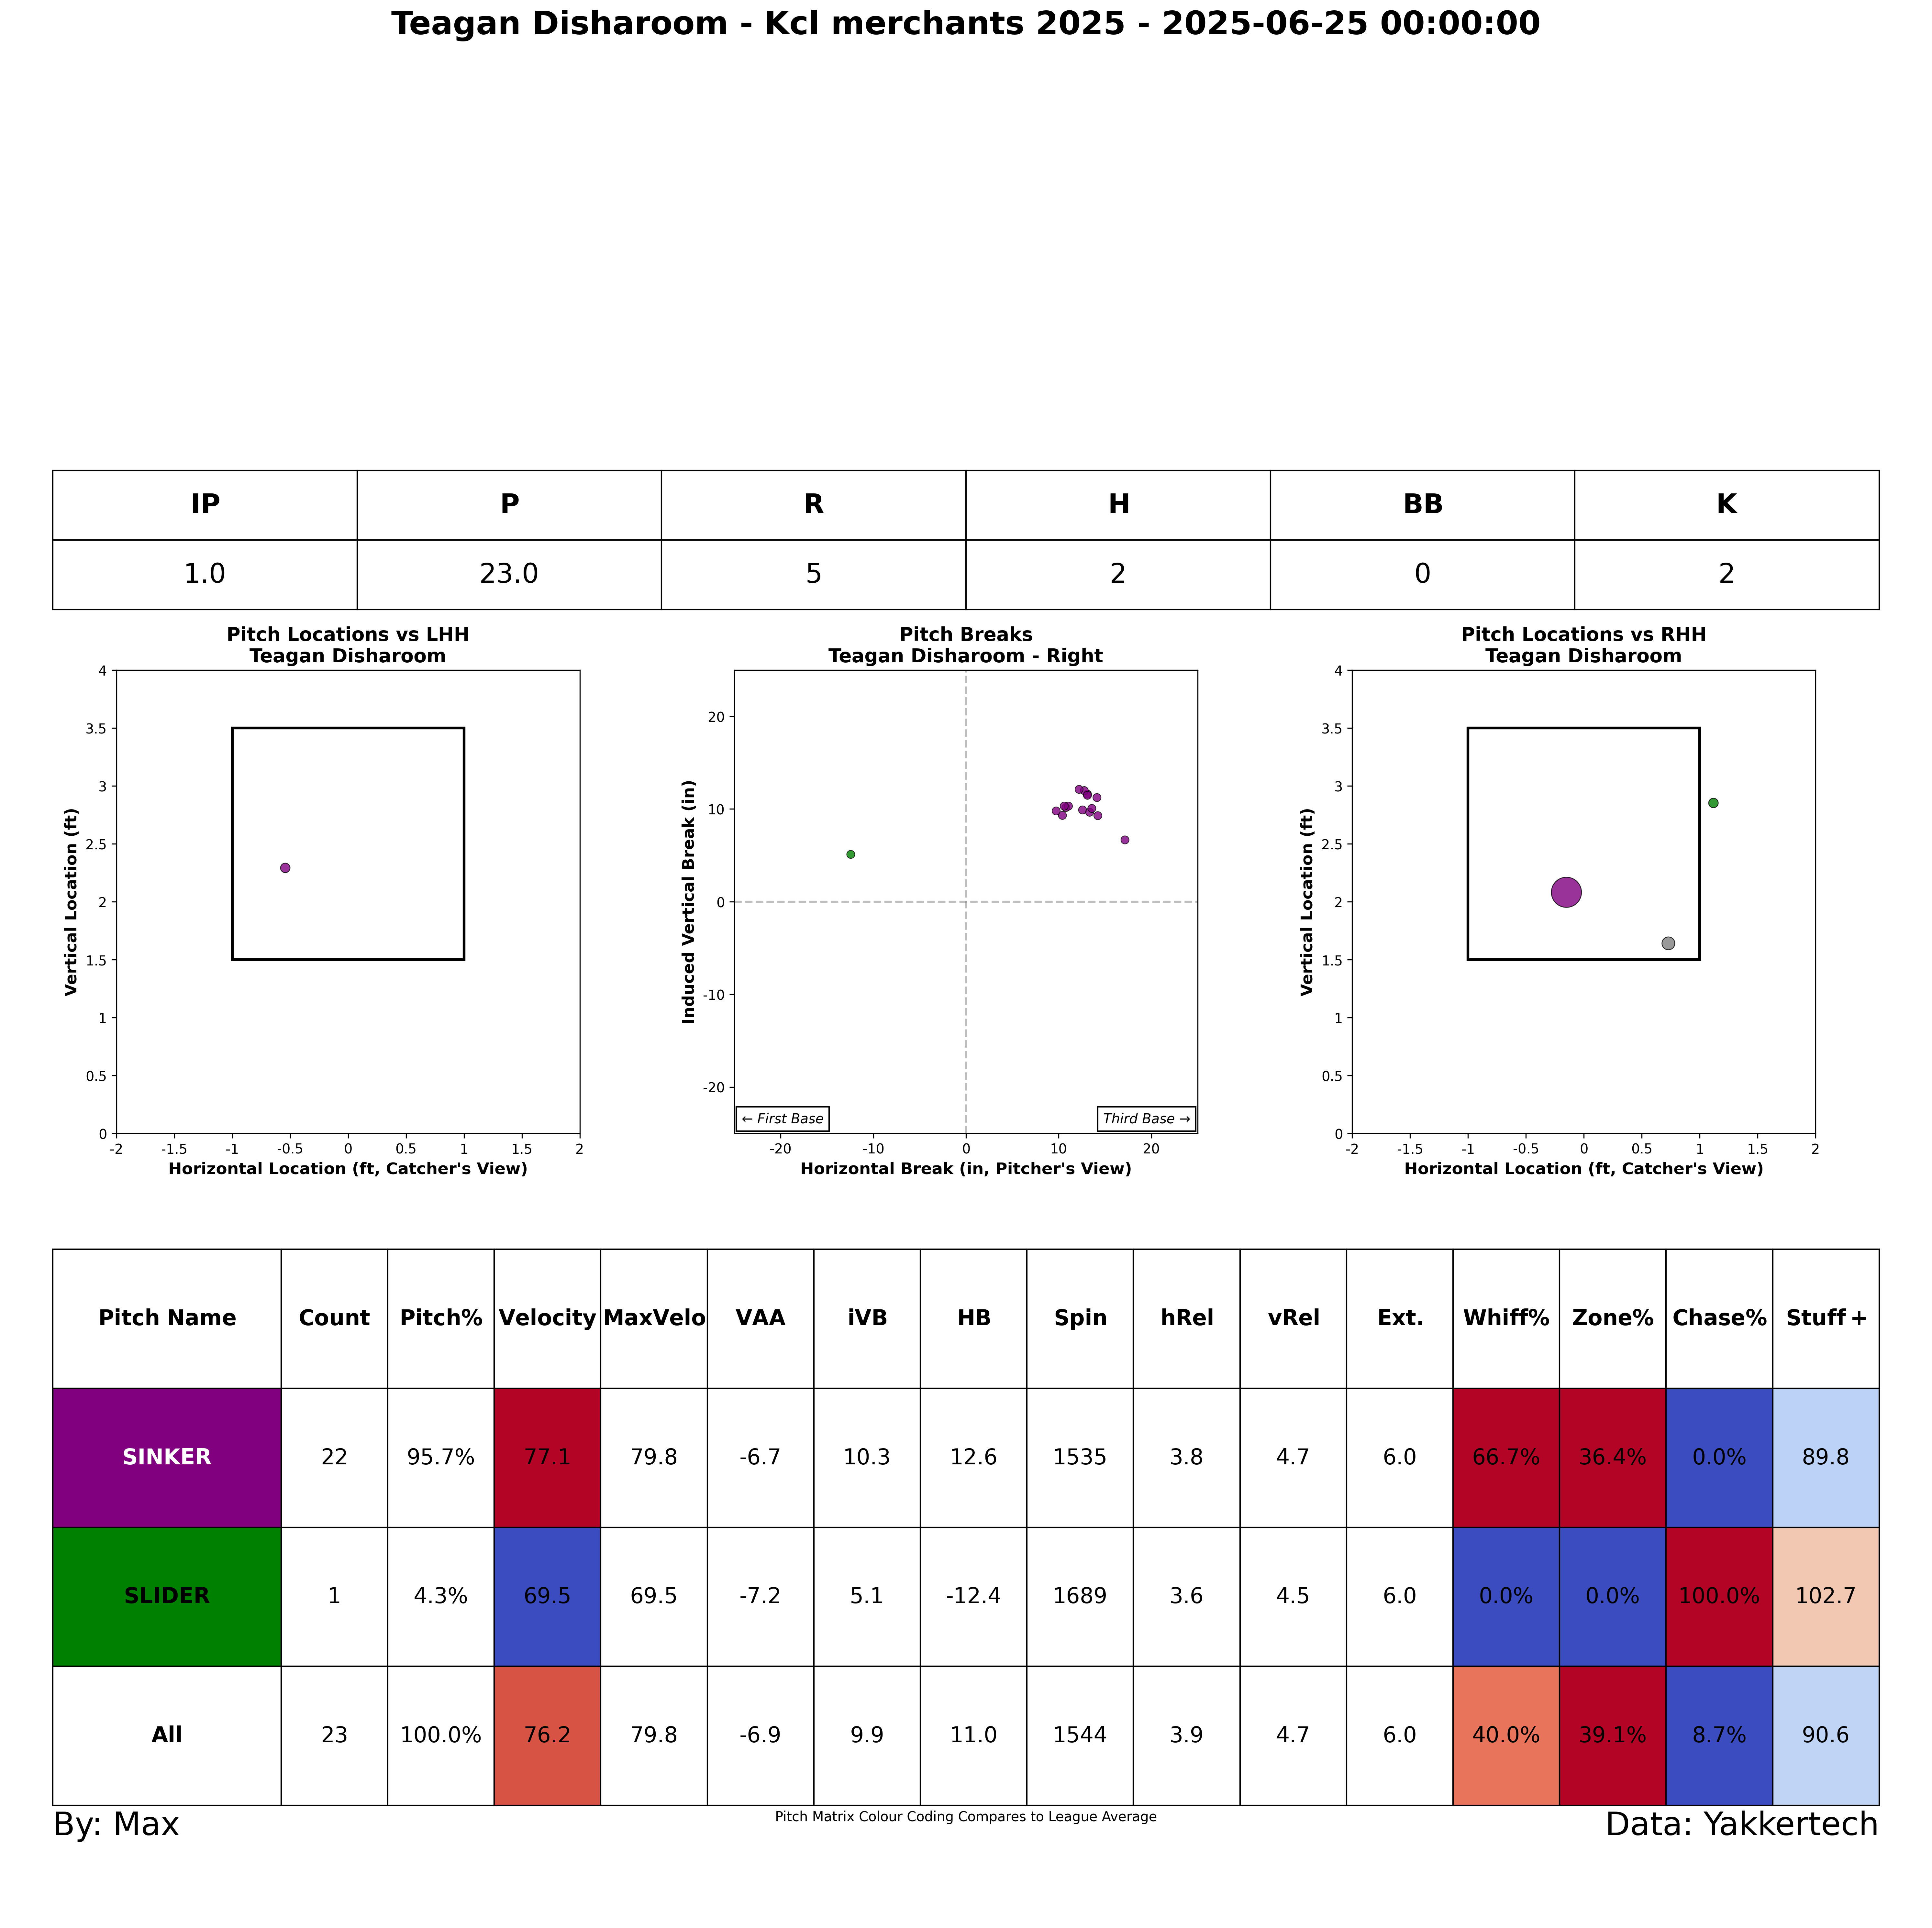 Teagan Disharoom - Kcl merchants 2025 - 2025-06-25 00:00:00
IP P R H BB K
1.0 23.0 5 2 0 2
Pitch Locations vs LHH
Teagan Disharoom
4
3.5
3
2.5
2
1.5
1
0.5
0
-2 -1.5 -1 -0.5 0 0.5 1 1.5 2
Vertical Location (ft)
Horizontal Location (ft, Catcher's View)
Pitch Breaks
Teagan Disharoom - Right
20
10
0
-10
-20
← First Base
Third Base →
-20 -10 0 10 20
Induced Vertical Break (in)
Horizontal Break (in, Pitcher's View)
Pitch Locations vs RHH
Teagan Disharoom
4
3.5
3
2.5
2
1.5
1
0.5
0
-2 -1.5 -1 -0.5 0 0.5 1 1.5 2
Vertical Location (ft)
Horizontal Location (ft, Catcher's View)
Pitch Name Count Pitch% Velocity MaxVelo VAA iVB HB Spin hRel vRel Ext. Whiff% Zone% Chase% Stuff+
SINKER 22 95.7% 77.1 79.8 -6.7 10.3 12.6 1535 3.8 4.7 6.0 66.7% 36.4% 0.0% 89.8
SLIDER 1 4.3% 69.5 69.5 -7.2 5.1 -12.4 1689 3.6 4.5 6.0 0.0% 0.0% 100.0% 102.7
All 23 100.0% 76.2 79.8 -6.9 9.9 11.0 1544 3.9 4.7 6.0 40.0% 39.1% 8.7% 90.6
By: Max
Pitch Matrix Colour Coding Compares to League Average
Data: Yakkertech